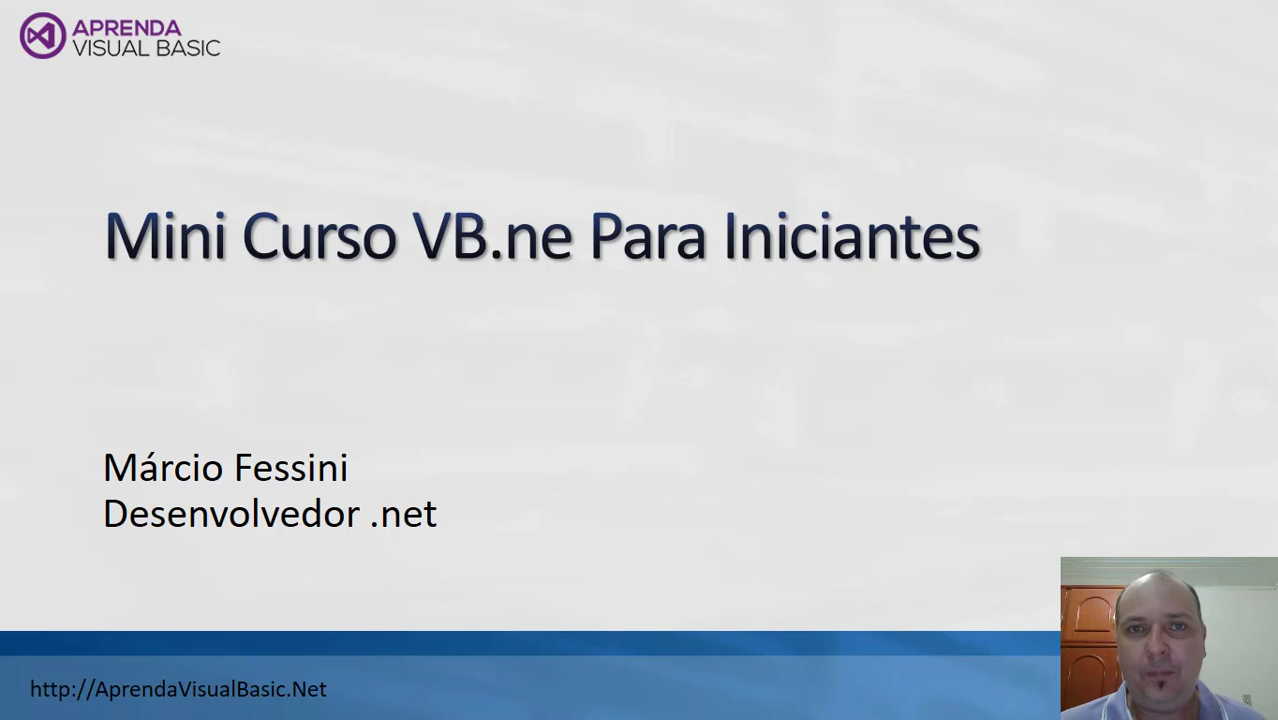 APRENDA
VISUAL BASIC
Mini Curso VB.ne Para Iniciantes
Márcio Fessini
Desenvolvedor .net
http://AprendaVisualBasic.Net